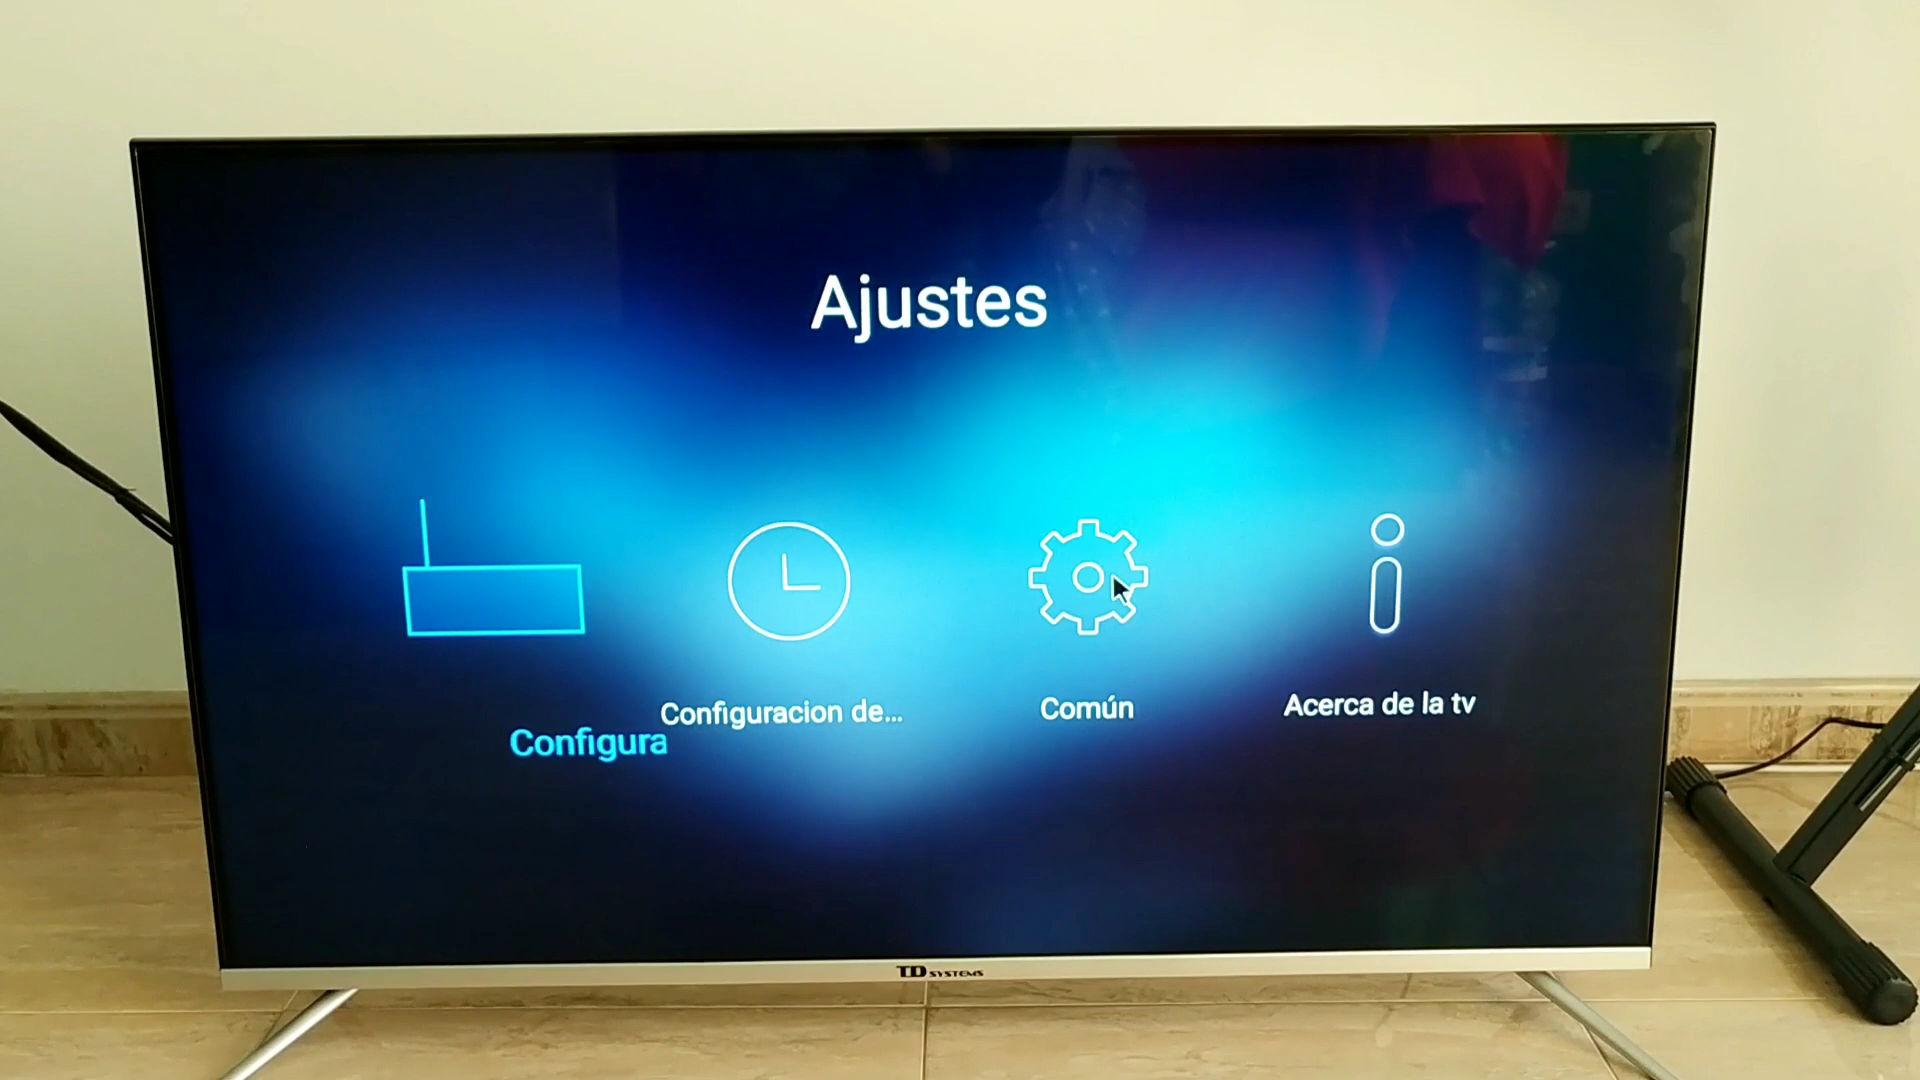 Ajustes
Configura
Configuracion de...
Común
Acerca de la tv
TD SYSTEMS